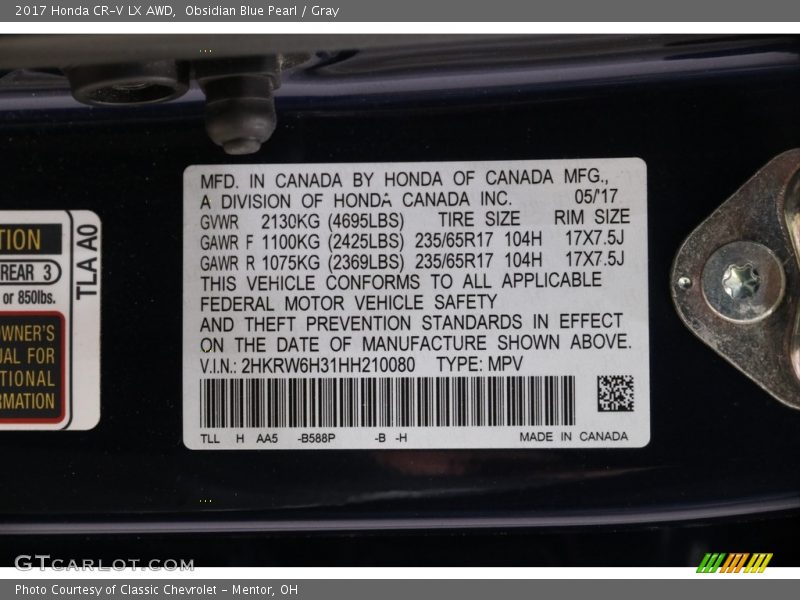 2017 Honda CR-V LX AWD,  Obsidian Blue Pearl / Gray
MFD. IN CANADA BY HONDA OF CANADA MFG.,
A DIVISION OF HONDA CANADA INC. 05/'17
GVWR 2130KG (4695LBS) TIRE SIZE RIM SIZE
GAWR F 1100KG (2425LBS) 235/65R17 104H 17X7.5J
GAWR R 1075KG (2369LBS) 235/65R17 104H 17X7.5J
THIS VEHICLE CONFORMS TO ALL APPLICABLE
FEDERAL MOTOR VEHICLE SAFETY
AND THEFT PREVENTION STANDARDS IN EFFECT
ON THE DATE OF MANUFACTURE SHOWN ABOVE.
V.I.N.: 2HKRW6H31HH210080 TYPE: MPV
TLL H AA5 -B588P -B -H MADE IN CANADA
TION
REAR 3
or 850lbs.
TLA A0
OWNER'S
UAL FOR
TIONAL
RMATION
GTCARLOT.COM
Photo Courtesy of Classic Chevrolet - Mentor, OH